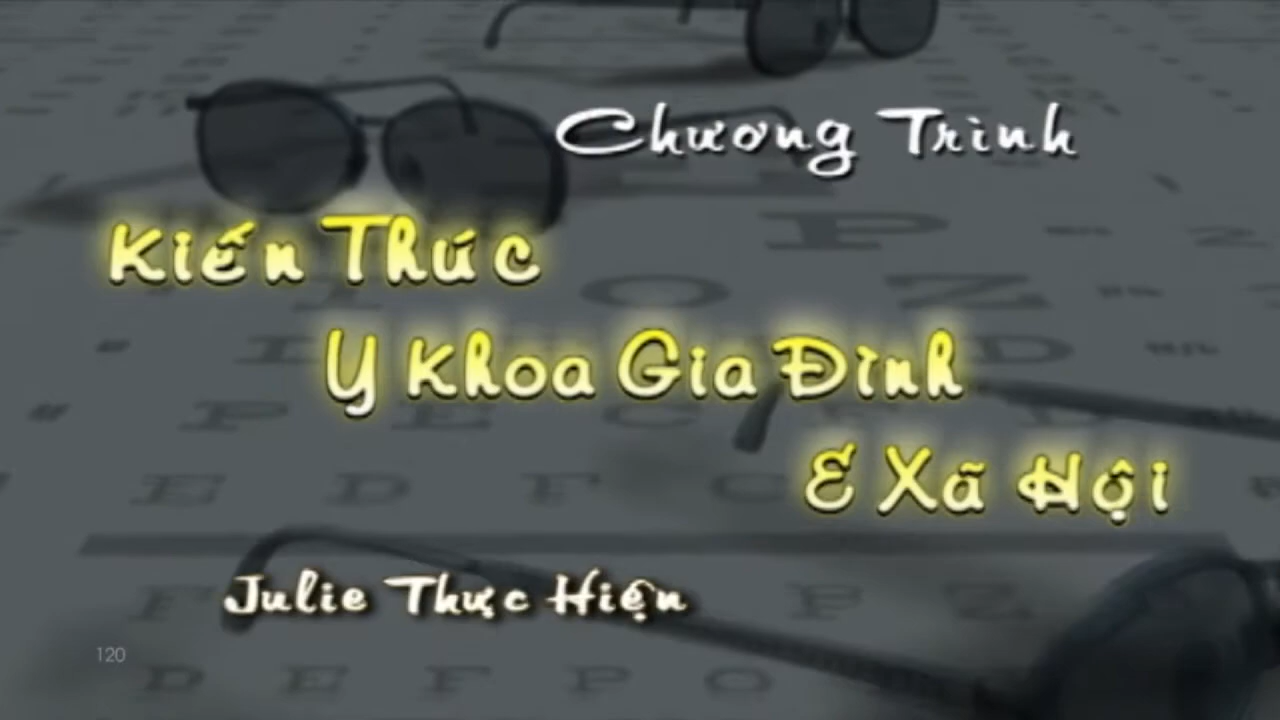 Chương Trình
Kiến Thức
Y Khoa Gia Đình
& Xã Hội
Julie Thực Hiện
P
O Z
D
P E C F D
E D F C
F P Z
D E F P O
120